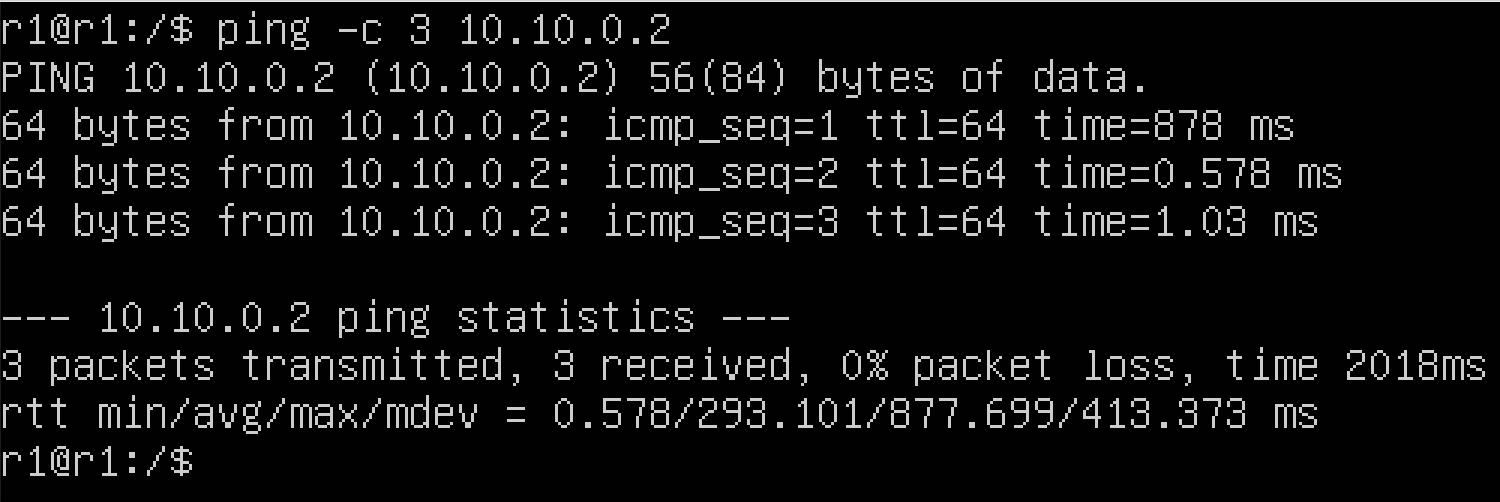 r1@r1:/$ ping -c 3 10.10.0.2
PING 10.10.0.2 (10.10.0.2) 56(84) bytes of data.
64 bytes from 10.10.0.2: icmp_seq=1 ttl=64 time=878 ms
64 bytes from 10.10.0.2: icmp_seq=2 ttl=64 time=0.578 ms
64 bytes from 10.10.0.2: icmp_seq=3 ttl=64 time=1.03 ms

--- 10.10.0.2 ping statistics ---
3 packets transmitted, 3 received, 0% packet loss, time 2018ms
rtt min/avg/max/mdev = 0.578/293.101/877.699/413.373 ms
r1@r1:/$